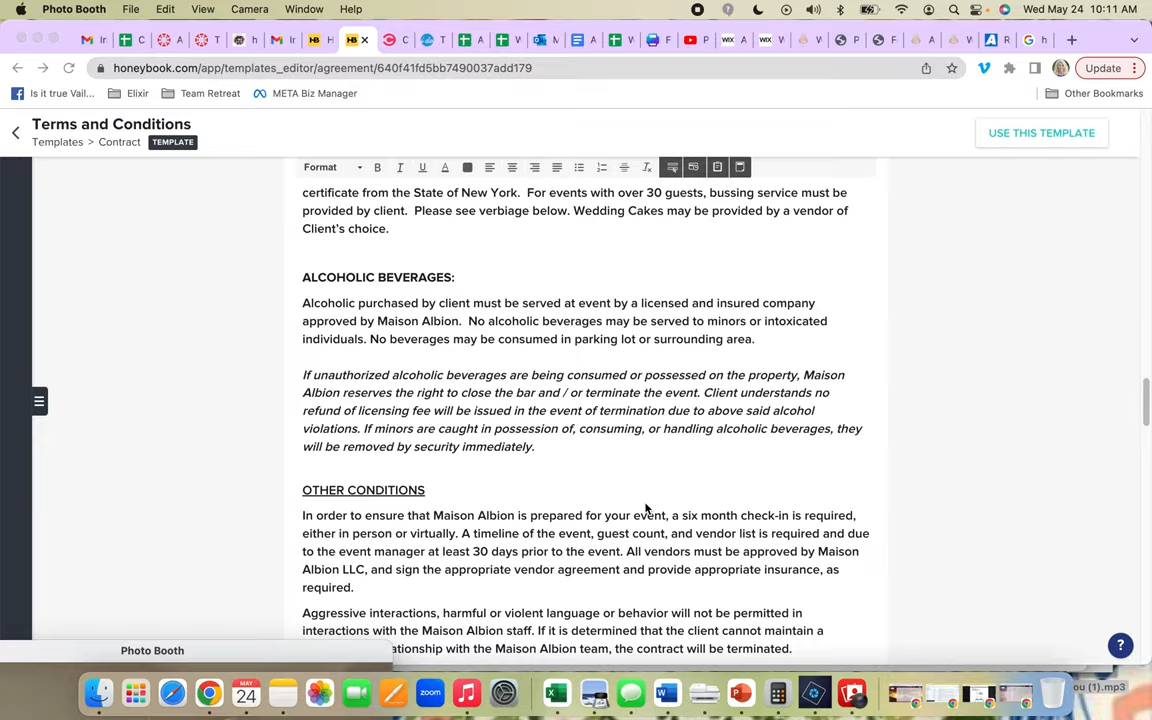 Photo Booth File Edit View Camera Window Help Wed May 24 10:11 AM
honeybook.com/app/templates_editor/agreement/640f41fd5bb7490037add179 Update
Is it true Vail... Elixir Team Retreat META Biz Manager Other Bookmarks
Terms and Conditions
Templates > Contract TEMPLATE
USE THIS TEMPLATE
Format B I U A
certificate from the State of New York. For events with over 30 guests, bussing service must be
provided by client. Please see verbiage below. Wedding Cakes may be provided by a vendor of
Client's choice.
ALCOHOLIC BEVERAGES:
Alcoholic purchased by client must be served at event by a licensed and insured company
approved by Maison Albion. No alcoholic beverages may be served to minors or intoxicated
individuals. No beverages may be consumed in parking lot or surrounding area.
If unauthorized alcoholic beverages are being consumed or possessed on the property, Maison
Albion reserves the right to close the bar and / or terminate the event. Client understands no
refund of licensing fee will be issued in the event of termination due to above said alcohol
violations. If minors are caught in possession of, consuming, or handling alcoholic beverages, they
will be removed by security immediately.
OTHER CONDITIONS
In order to ensure that Maison Albion is prepared for your event, a six month check-in is required,
either in person or virtually. A timeline of the event, guest count, and vendor list is required and due
to the event manager at least 30 days prior to the event. All vendors must be approved by Maison
Albion LLC, and sign the appropriate vendor agreement and provide appropriate insurance, as
required.
Aggressive interactions, harmful or violent language or behavior will not be permitted in
interactions with the Maison Albion staff. If it is determined that the client cannot maintain a
with the Maison Albion team, the contract will be terminated.
Photo Booth
?
MAY
24
zoom
ou (1).mp3